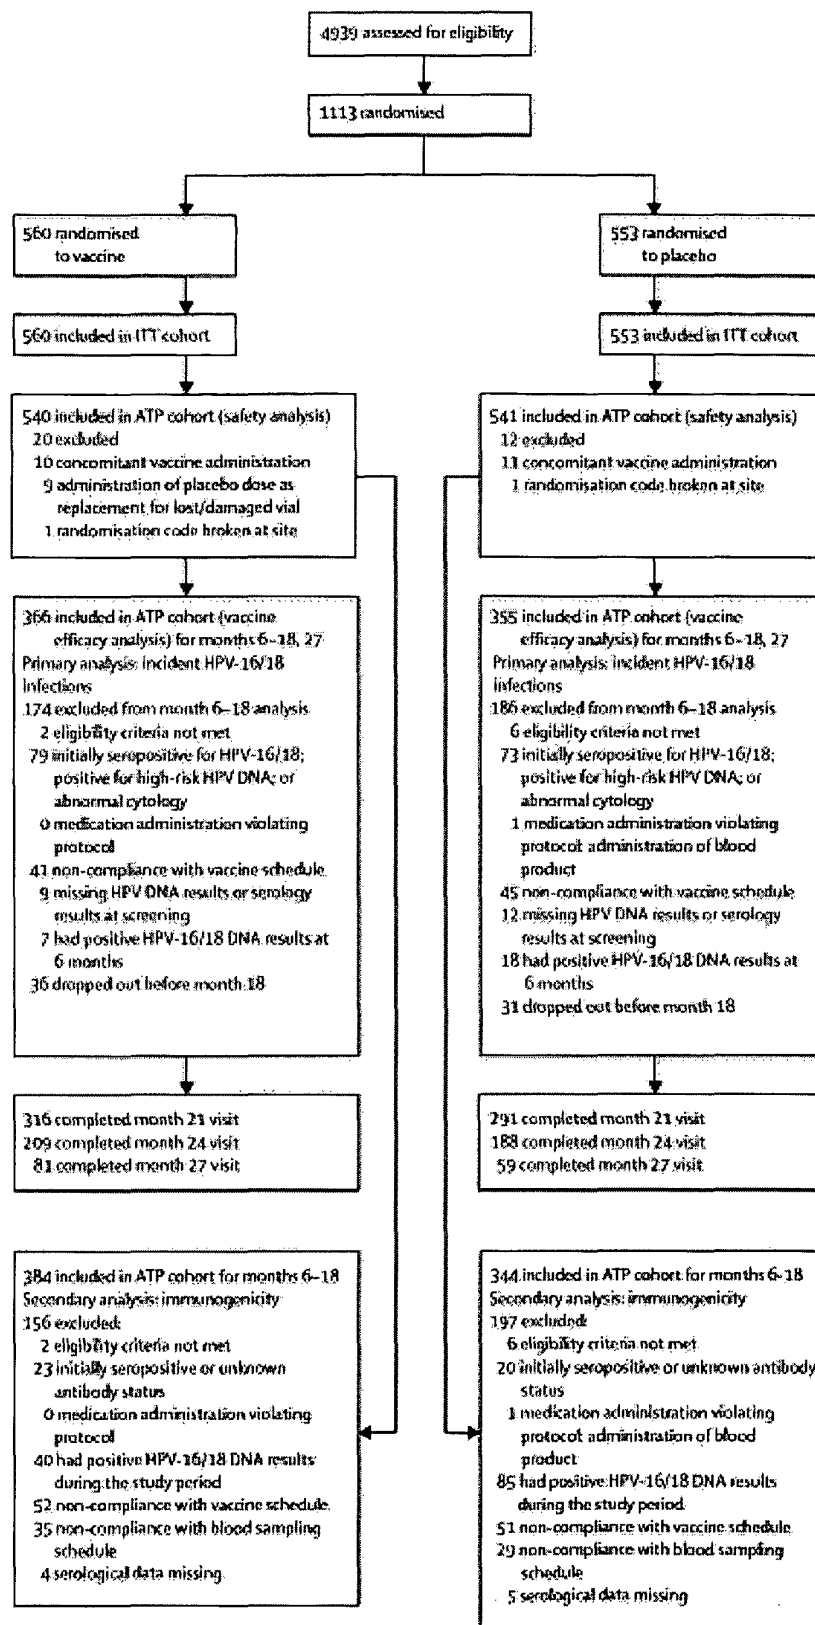 4939 assessed for eligibility
1113 randomised
560 randomised
to vaccine
553 randomised
to placebo
560 included in ITT cohort
553 included in ITT cohort
540 included in ATP cohort (safety analysis)
20 excluded
10 concomitant vaccine administration
9 administration of placebo dose as
replacement for lost/damaged vial
1 randomisation code broken at site
541 included in ATP cohort (safety analysis)
12 excluded
11 concomitant vaccine administration
1 randomisation code broken at site
366 included in ATP cohort (vaccine
efficacy analysis) for months 6–18, 27
Primary analysis: incident HPV-16/18
infections
174 excluded from month 6–18 analysis
2 eligibility criteria not met
79 initially seropositive for HPV-16/18;
positive for high-risk HPV DNA; or
abnormal cytology
0 medication administration violating
protocol
41 non-compliance with vaccine schedule
9 missing HPV DNA results or serology
results at screening
7 had positive HPV-16/18 DNA results at
6 months
36 dropped out before month 18
355 included in ATP cohort (vaccine
efficacy analysis) for months 6–18, 27
Primary analysis: incident HPV-16/18
infections
186 excluded from month 6–18 analysis
6 eligibility criteria not met
73 initially seropositive for HPV-16/18;
positive for high-risk HPV DNA; or
abnormal cytology
1 medication administration violating
protocol: administration of blood
product
45 non-compliance with vaccine schedule
12 missing HPV DNA results or serology
results at screening
18 had positive HPV-16/18 DNA results at
6 months
31 dropped out before month 18
316 completed month 21 visit
209 completed month 24 visit
81 completed month 27 visit
291 completed month 21 visit
188 completed month 24 visit
59 completed month 27 visit
384 included in ATP cohort for months 6–18
Secondary analysis: immunogenicity
156 excluded:
2 eligibility criteria not met
23 initially seropositive or unknown
antibody status
0 medication administration violating
protocol
40 had positive HPV-16/18 DNA results
during the study period
52 non-compliance with vaccine schedule
35 non-compliance with blood sampling
schedule
4 serological data missing
344 included in ATP cohort for months 6–18
Secondary analysis: immunogenicity
197 excluded:
6 eligibility criteria not met
20 initially seropositive or unknown antibody
status
1 medication administration violating
protocol: administration of blood
product
85 had positive HPV-16/18 DNA results
during the study period
51 non-compliance with vaccine schedule
29 non-compliance with blood sampling
schedule
5 serological data missing